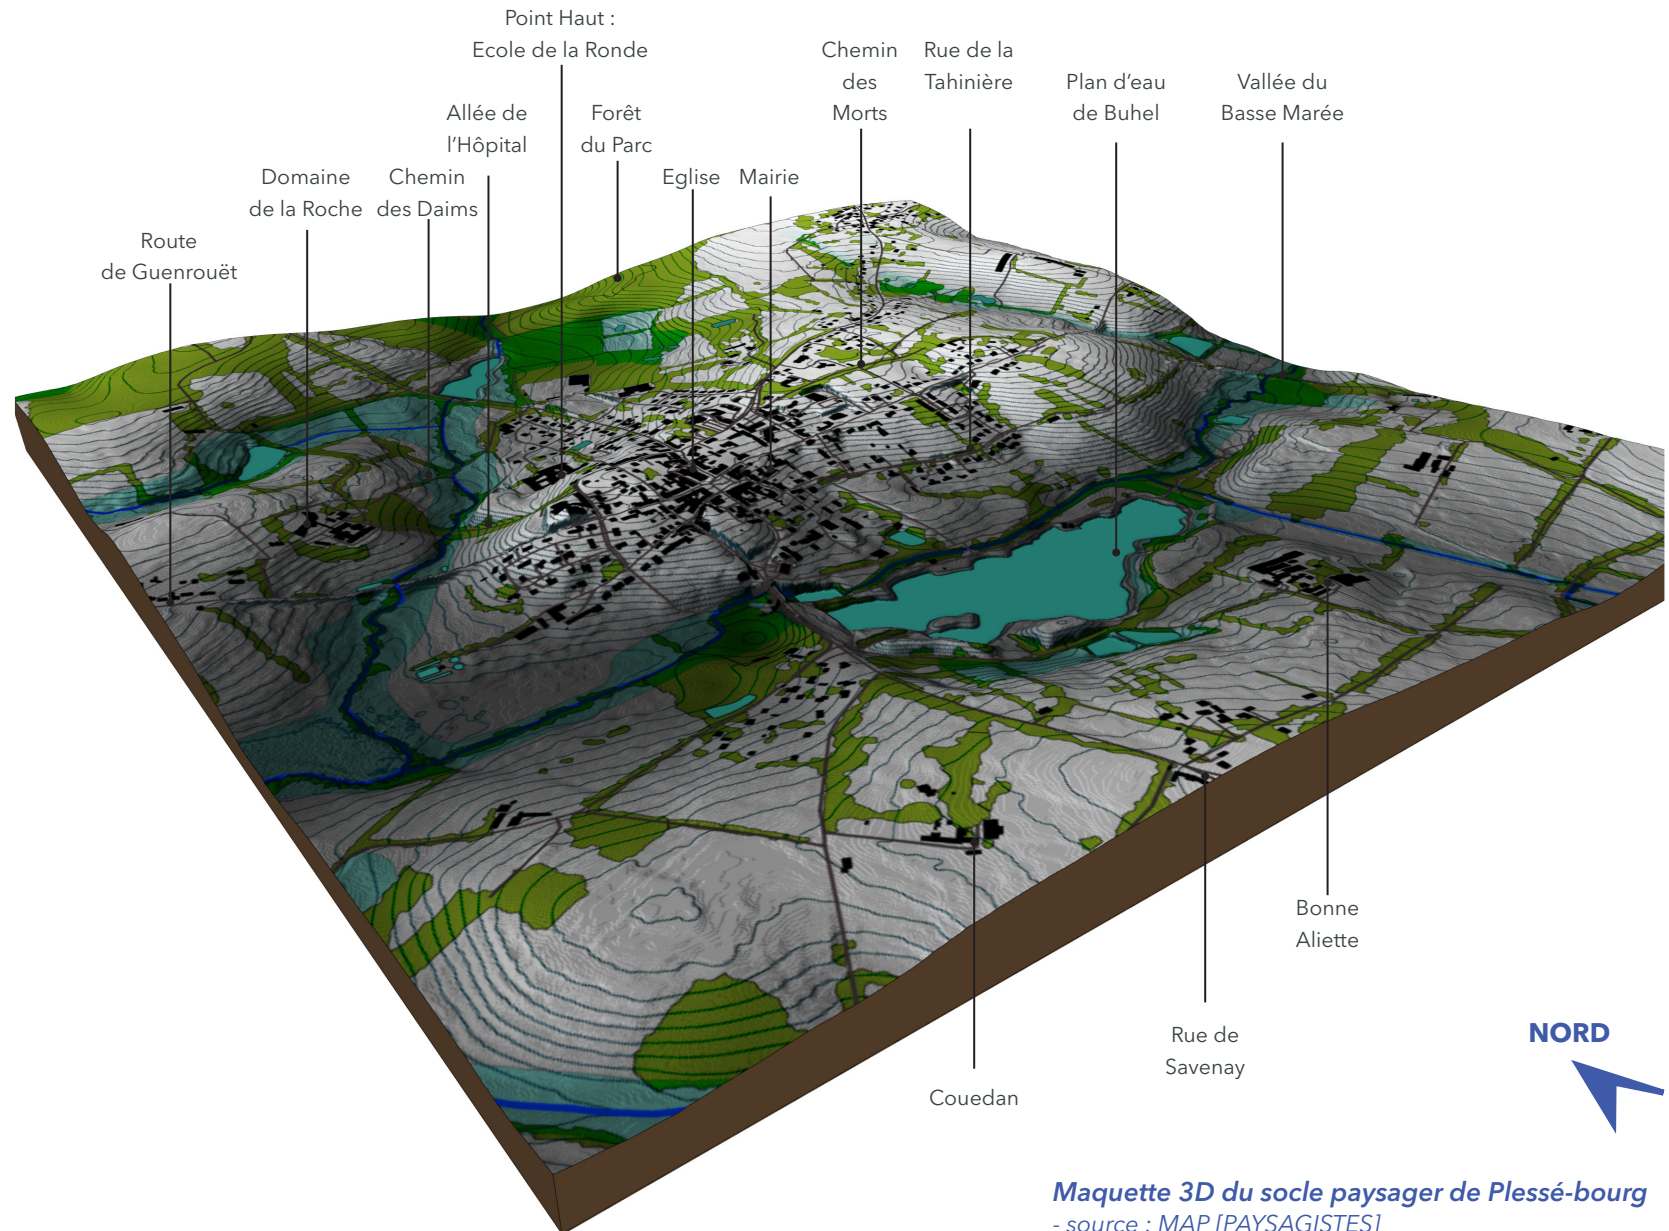 Point Haut :
Ecole de la Ronde
Chemin
des
Morts
Rue de la
Tahinière
Plan d'eau
de Buhel
Vallée du
Basse Marée
Allée de
l'Hôpital
Forêt
du Parc
Domaine
de la Roche
Chemin
des Daims
Eglise
Mairie
Route
de Guenrouët
Bonne
Aliette
Rue de
Savenay
Couedan
NORD
Maquette 3D du socle paysager de Plessé-bourg
- source : MAP [PAYSAGISTES]